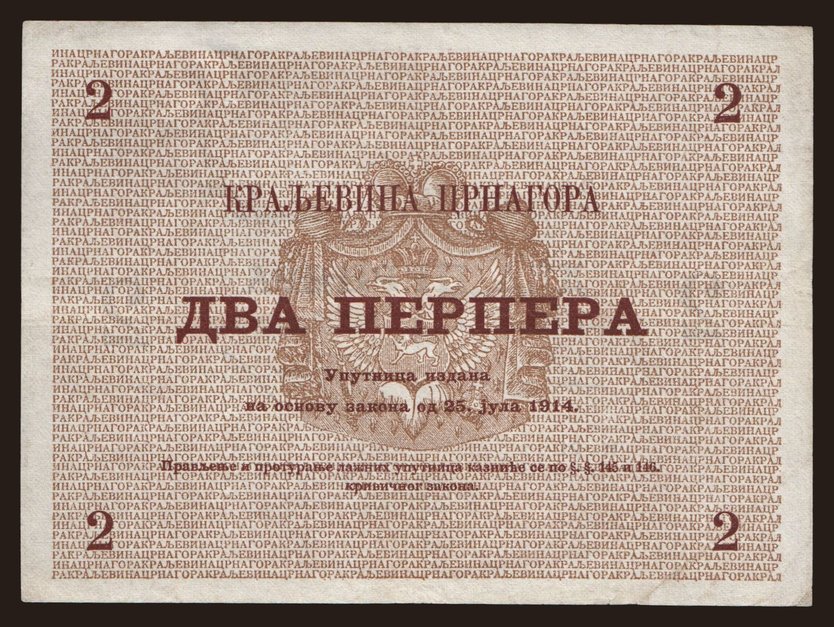 2 2
КРАЉЕВИНА ЦРНАГОРА
ДВА ПЕРПЕРА
Упутница издана
на основу закона од 25. јула 1914.
Прављење и протурање лажних упутница казниће се по §. §. 145 и 146.
кривичног закона.
2 2